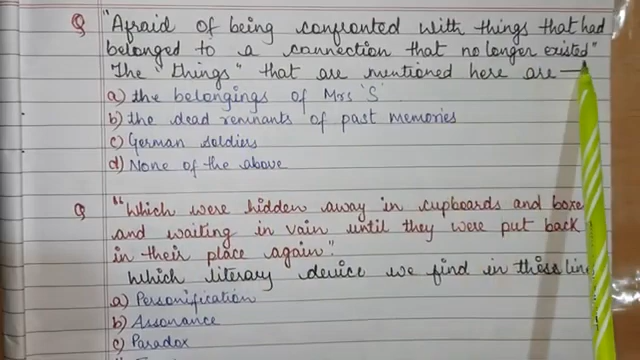 Q "Afraid of being confronted with things that had
belonged to a connection that no longer existed"
The "things" that are mentioned here are —
a) the belongings of Mrs 'S'
b) the dead remnants of past memories
c) German soldiers
d) None of the above
Q "Which were hidden away in cupboards and boxe
and waiting in vain until they were put back
in their place again."
Which literary device we find in these line
a) Personification
b) Assonance
c) Paradox